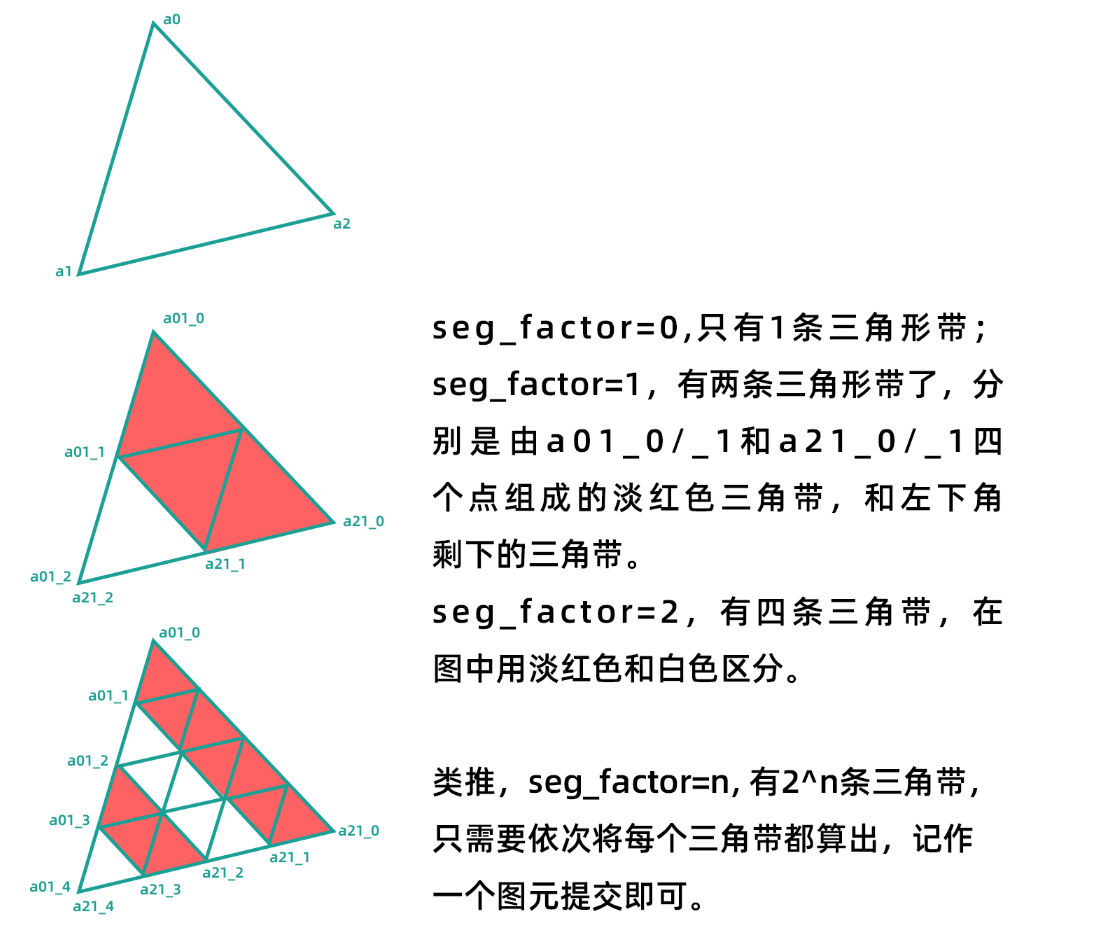 a0
a2
a1
a01_0
a01_1
a21_0
a21_1
a01_2
a21_2
seg_factor=0,只有1条三角形带；
seg_factor=1，有两条三角形带了，分
别是由a01_0/_1和a21_0/_1四
个点组成的淡红色三角带，和左下角
剩下的三角带。
seg_factor=2，有四条三角带，在
图中用淡红色和白色区分。
a01_0
a01_1
a01_2
a01_3
a21_0
a21_1
a21_2
a01_4
a21_3
a21_4
类推，seg_factor=n, 有2^n条三角带，
只需要依次将每个三角带都算出，记作
一个图元提交即可。